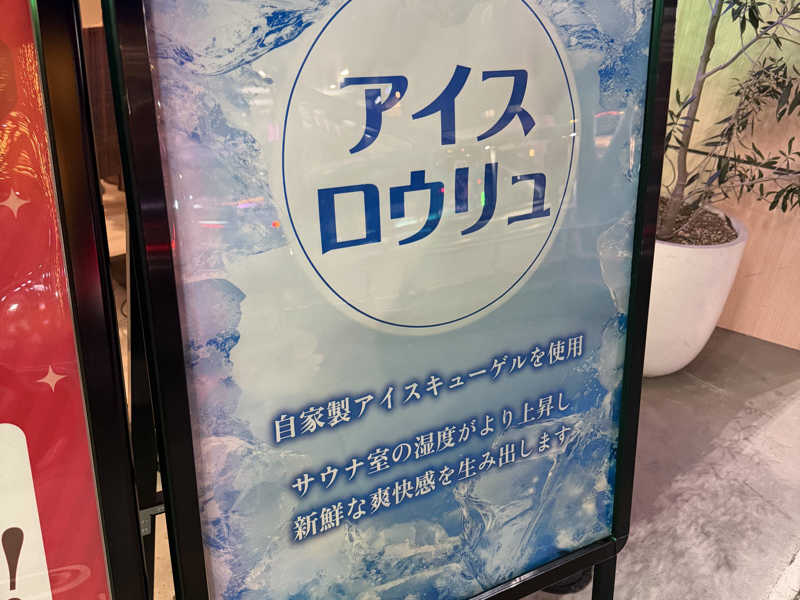 アイス
ロウリュ
自家製アイスキューゲルを使用
サウナ室の湿度がより上昇し
新鮮な爽快感を生み出します
!